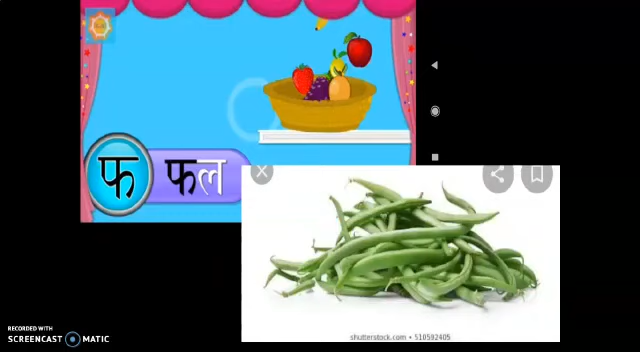 फ फल
shutterstock.com • 510592405
RECORDED WITH
SCREENCAST MATIC